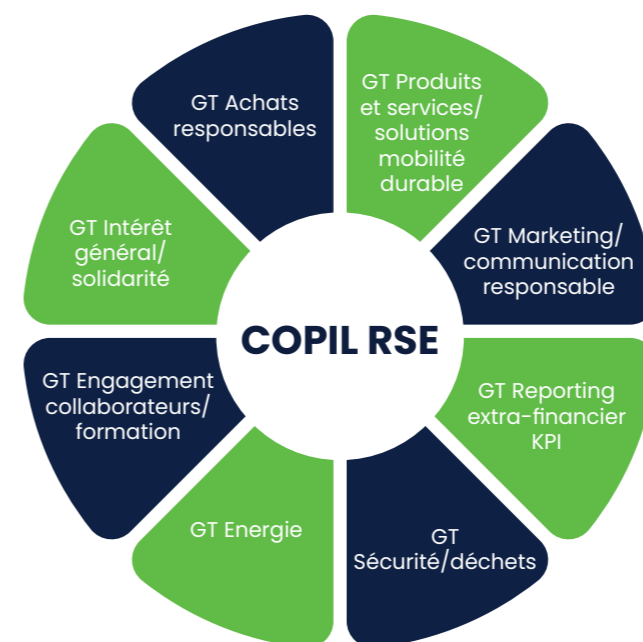 GT Produits
et services/
solutions
mobilité
durable
GT Marketing/
communication
responsable
GT Reporting
extra-financier
KPI
GT
Sécurité/déchets
GT Energie
GT Engagement
collaborateurs/
formation
GT Intérêt
général/
solidarité
GT Achats
responsables
COPIL RSE